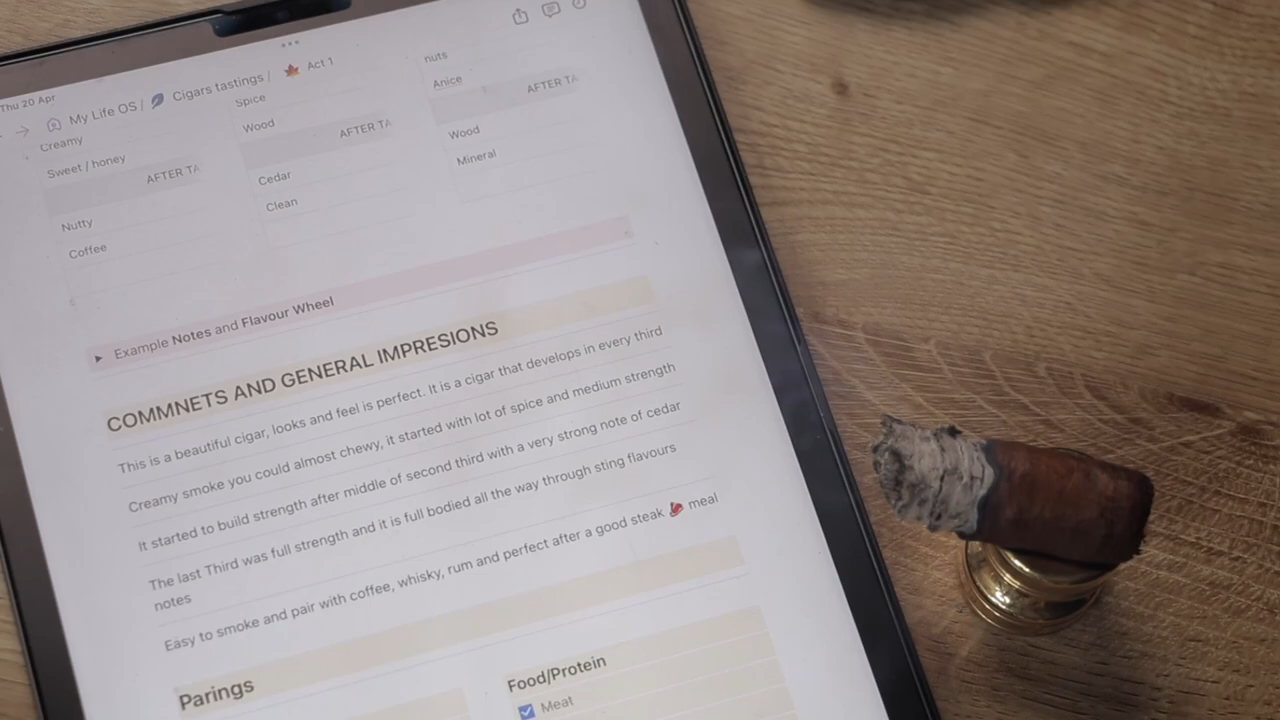 Thu 20 Apr
My Life OS / Cigars tastings / Act 1
Creamy
Sweet / honey
AFTER TA
Nutty
Coffee
Spice
Wood
AFTER TA
Cedar
Clean
nuts
Anice
AFTER TA
Wood
Mineral
Example Notes and Flavour Wheel
COMMNETS AND GENERAL IMPRESIONS
This is a beautiful cigar, looks and feel is perfect. It is a cigar that develops in every third
Creamy smoke you could almost chewy, it started with lot of spice and medium strength
It started to build strength after middle of second third with a very strong note of cedar
The last Third was full strength and it is full bodied all the way through sting flavours
notes
Easy to smoke and pair with coffee, whisky, rum and perfect after a good steak 🥩 meal
Parings
Food/Protein
Meat